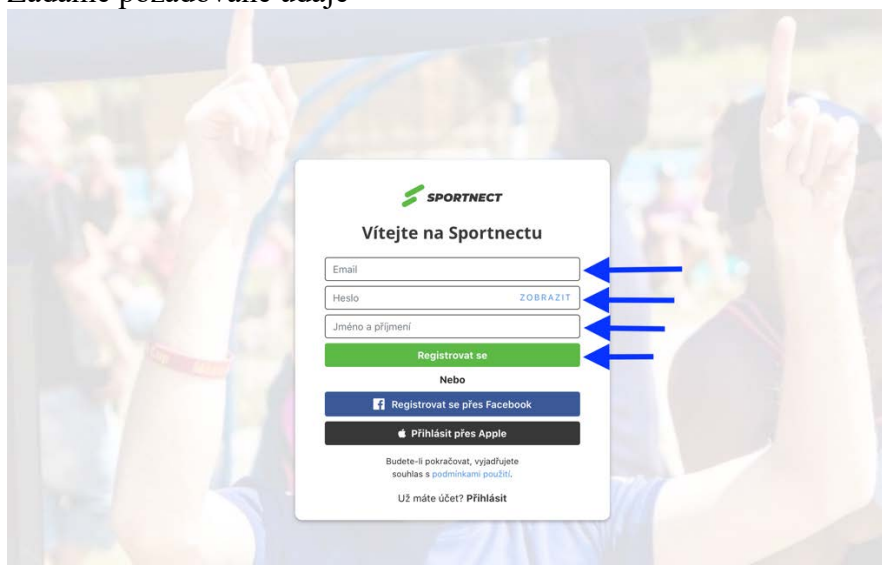 Zadáme požadované údaje
SPORTNECT
Vítejte na Sportnectu
Email
Heslo ZOBRAZIT
Jméno a příjmení
Registrovat se
Nebo
Registrovat se přes Facebook
Přihlásit přes Apple
Budete-li pokračovat, vyjadřujete
souhlas s podmínkami použití.
Už máte účet? Přihlásit